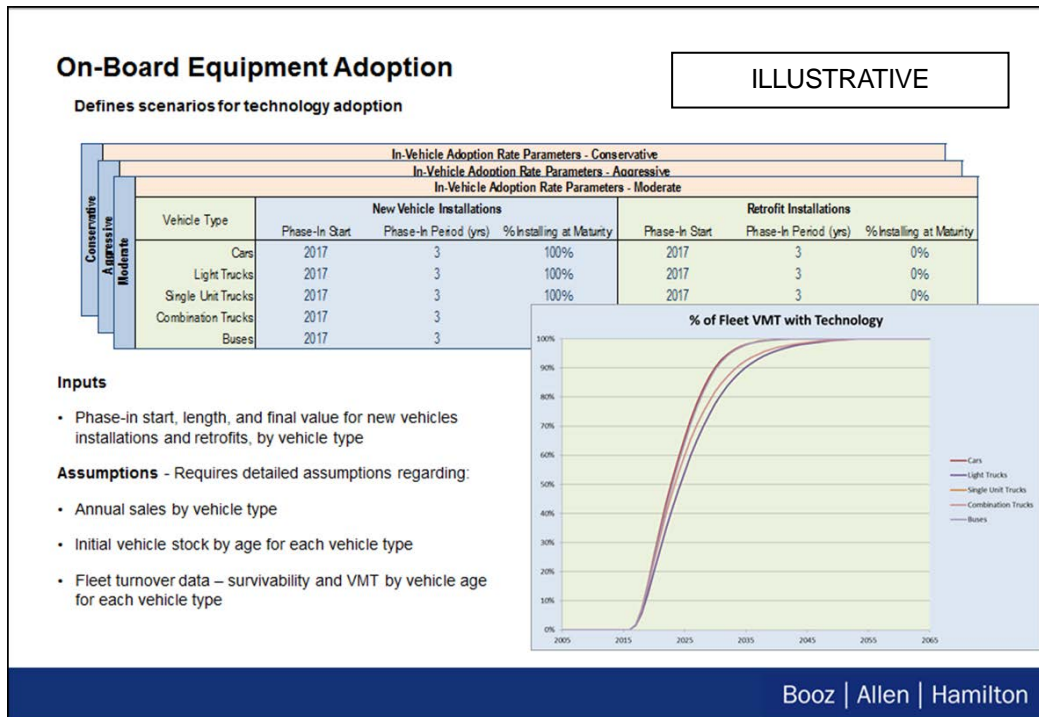 On-Board Equipment Adoption
ILLUSTRATIVE
Defines scenarios for technology adoption
Conservative
Aggressive
Moderate
In-Vehicle Adoption Rate Parameters - Conservative
In-Vehicle Adoption Rate Parameters - Aggressive
In-Vehicle Adoption Rate Parameters - Moderate
Vehicle Type New Vehicle Installations Retrofit Installations
Phase-In Start Phase-In Period (yrs) % Installing at Maturity Phase-In Start Phase-In Period (yrs) % Installing at Maturity
Cars 2017 3 100% 2017 3 0%
Light Trucks 2017 3 100% 2017 3 0%
Single Unit Trucks 2017 3 100% 2017 3 0%
Combination Trucks 2017 3
Buses 2017 3
Inputs
• Phase-in start, length, and final value for new vehicles
installations and retrofits, by vehicle type
Assumptions - Requires detailed assumptions regarding:
• Annual sales by vehicle type
• Initial vehicle stock by age for each vehicle type
• Fleet turnover data – survivability and VMT by vehicle age
for each vehicle type
% of Fleet VMT with Technology
100%
90%
80%
70%
60%
50%
40%
30%
20%
10%
0%
2005 2015 2025 2035 2045 2055 2065
Cars
Light Trucks
Single Unit Trucks
Combination Trucks
Buses
Booz | Allen | Hamilton